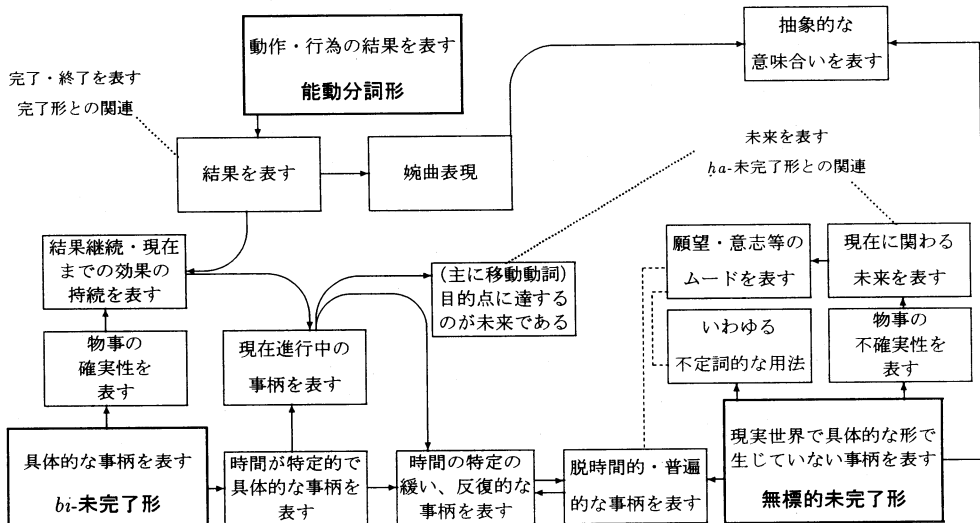 動作・行為の結果を表す
能動分詞形
抽象的な
意味合いを表す
完了・終了を表す
完了形との関連
結果を表す
婉曲表現
未来を表す
ḥa-未完了形との関連
結果継続・現在
までの効果の
持続を表す
(主に移動動詞)
目的点に達する
のが未来である
願望・意志等の
ムードを表す
現在に関わる
未来を表す
物事の
確実性を
表す
現在進行中の
事柄を表す
いわゆる
不定詞的な用法
物事の
不確実性を
表す
具体的な事柄を表す
bi-未完了形
時間が特定的で
具体的な事柄を
表す
時間の特定の
緩い、反復的な
事柄を表す
脱時間的・普遍
的な事柄を表す
現実世界で具体的な形で
生じていない事柄を表す
無標的未完了形